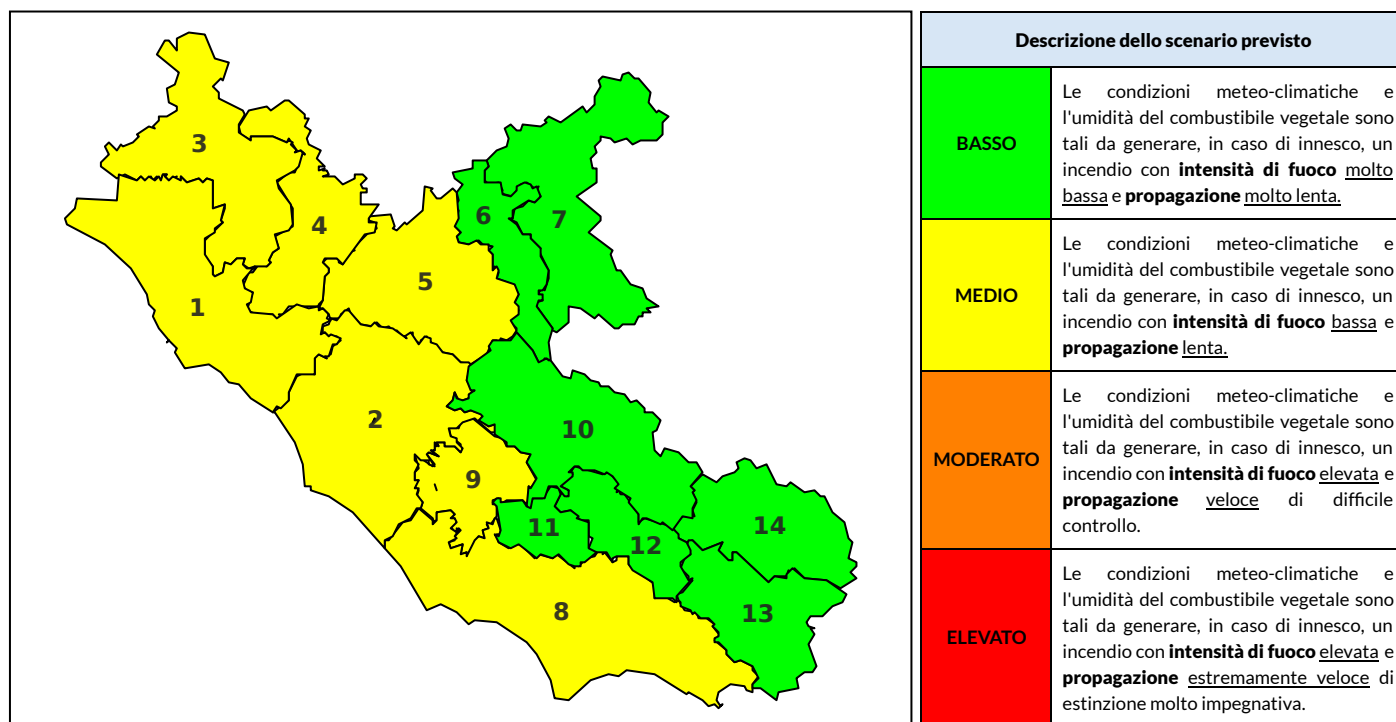 3
4
6
7
5
1
2
10
9
11
12
14
8
13
Descrizione dello scenario previsto
BASSO
Le condizioni meteo-climatiche e
l'umidità del combustibile vegetale sono
tali da generare, in caso di innesco, un
incendio con intensità di fuoco molto
bassa e propagazione molto lenta.
MEDIO
Le condizioni meteo-climatiche e
l'umidità del combustibile vegetale sono
tali da generare, in caso di innesco, un
incendio con intensità di fuoco bassa e
propagazione lenta.
MODERATO
Le condizioni meteo-climatiche e
l'umidità del combustibile vegetale sono
tali da generare, in caso di innesco, un
incendio con intensità di fuoco elevata e
propagazione veloce di difficile
controllo.
ELEVATO
Le condizioni meteo-climatiche e
l'umidità del combustibile vegetale sono
tali da generare, in caso di innesco, un
incendio con intensità di fuoco elevata e
propagazione estremamente veloce di
estinzione molto impegnativa.